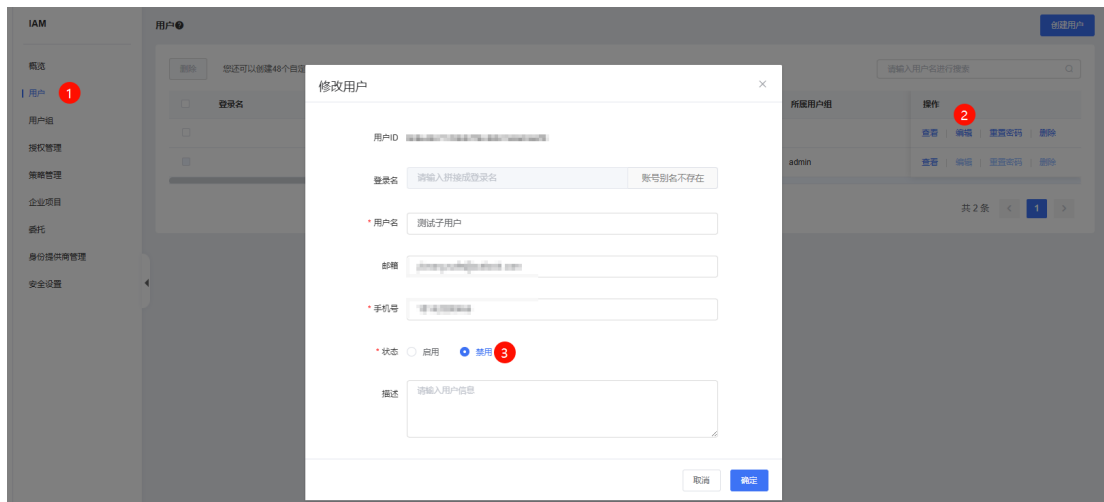 IAM
用户
创建用户
概览
用户 1
用户组
授权管理
策略管理
企业项目
委托
身份提供商管理
安全设置
删除 您还可以创建48个自定
请输入用户名进行搜索
登录名 所属用户组 操作
2
查看 编辑 重置密码 删除
admin 查看 编辑 重置密码 删除
共 2 条 < 1 >
修改用户
用户ID
登录名 请输入拼接成登录名 账号别名不存在
* 用户名 测试子用户
邮箱
* 手机号
* 状态 启用 禁用 3
描述 请输入用户信息
取消 确定